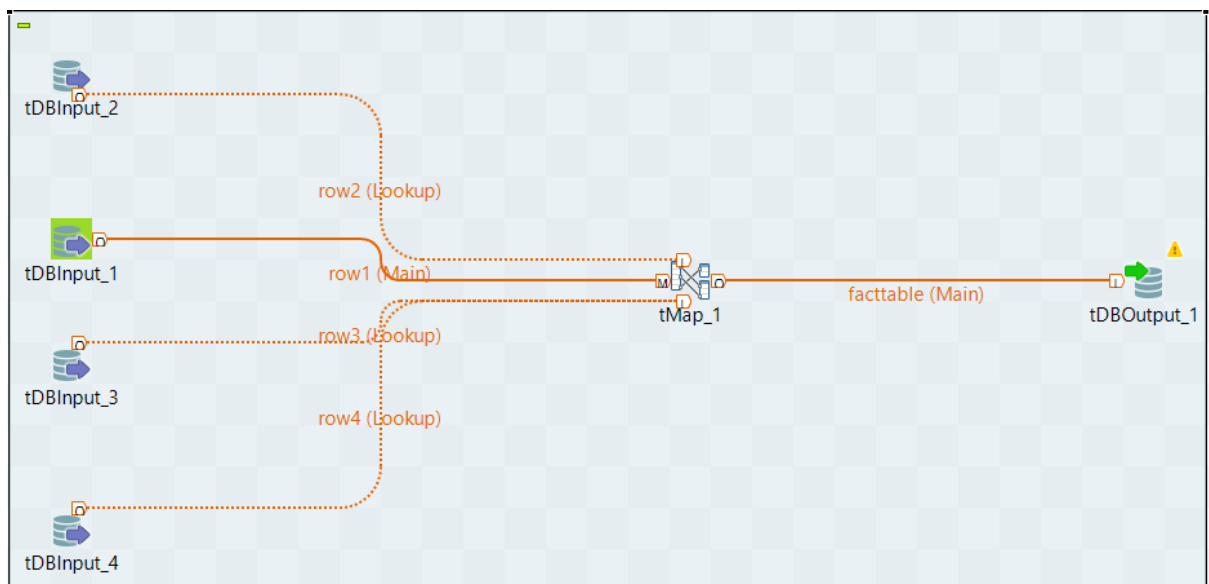 tDBInput_2
row2 (Lookup)
tDBInput_1
row1 (Main)
tMap_1
facttable (Main)
tDBOutput_1
row3 (Lookup)
tDBInput_3
row4 (Lookup)
tDBInput_4